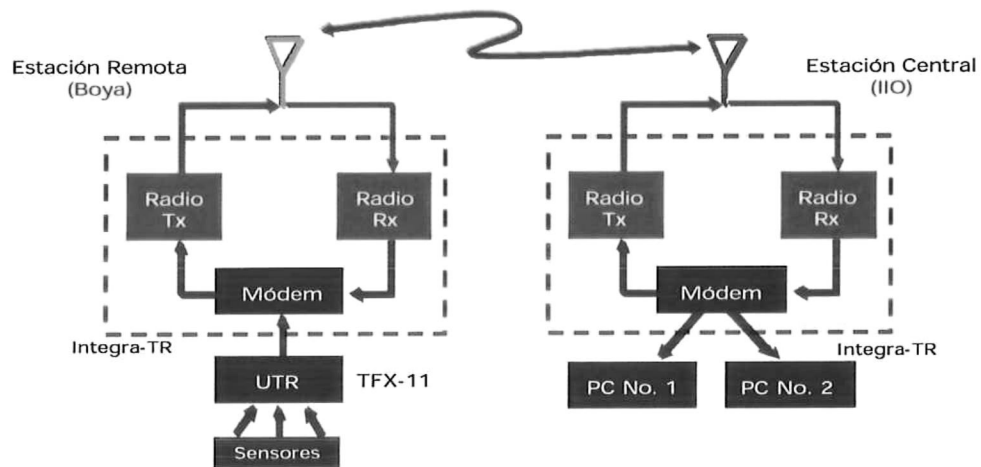 Estación Remota
(Boya)
Estación Central
(IIO)
Radio
Tx
Radio
Rx
Radio
Tx
Radio
Rx
Módem
Módem
Integra-TR
Integra-TR
UTR
TFX-11
PC No. 1
PC No. 2
Sensores